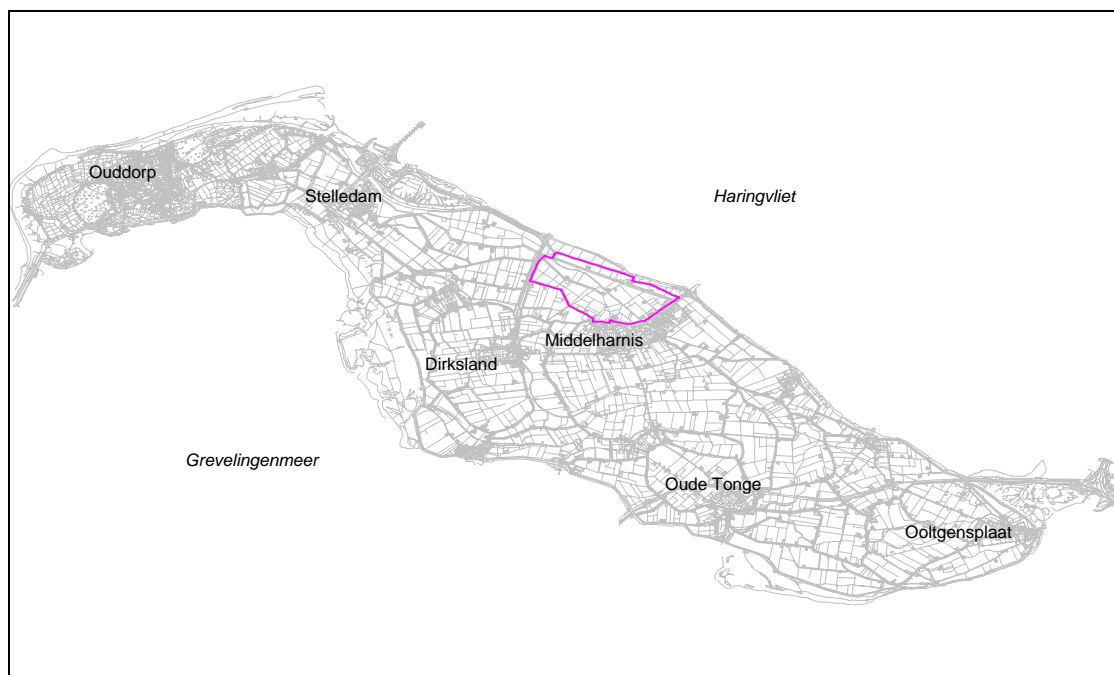 Ouddorp
Stelledam
Haringvliet
Middelharnis
Dirksland
Grevelingenmeer
Oude Tonge
Ooltgensplaat